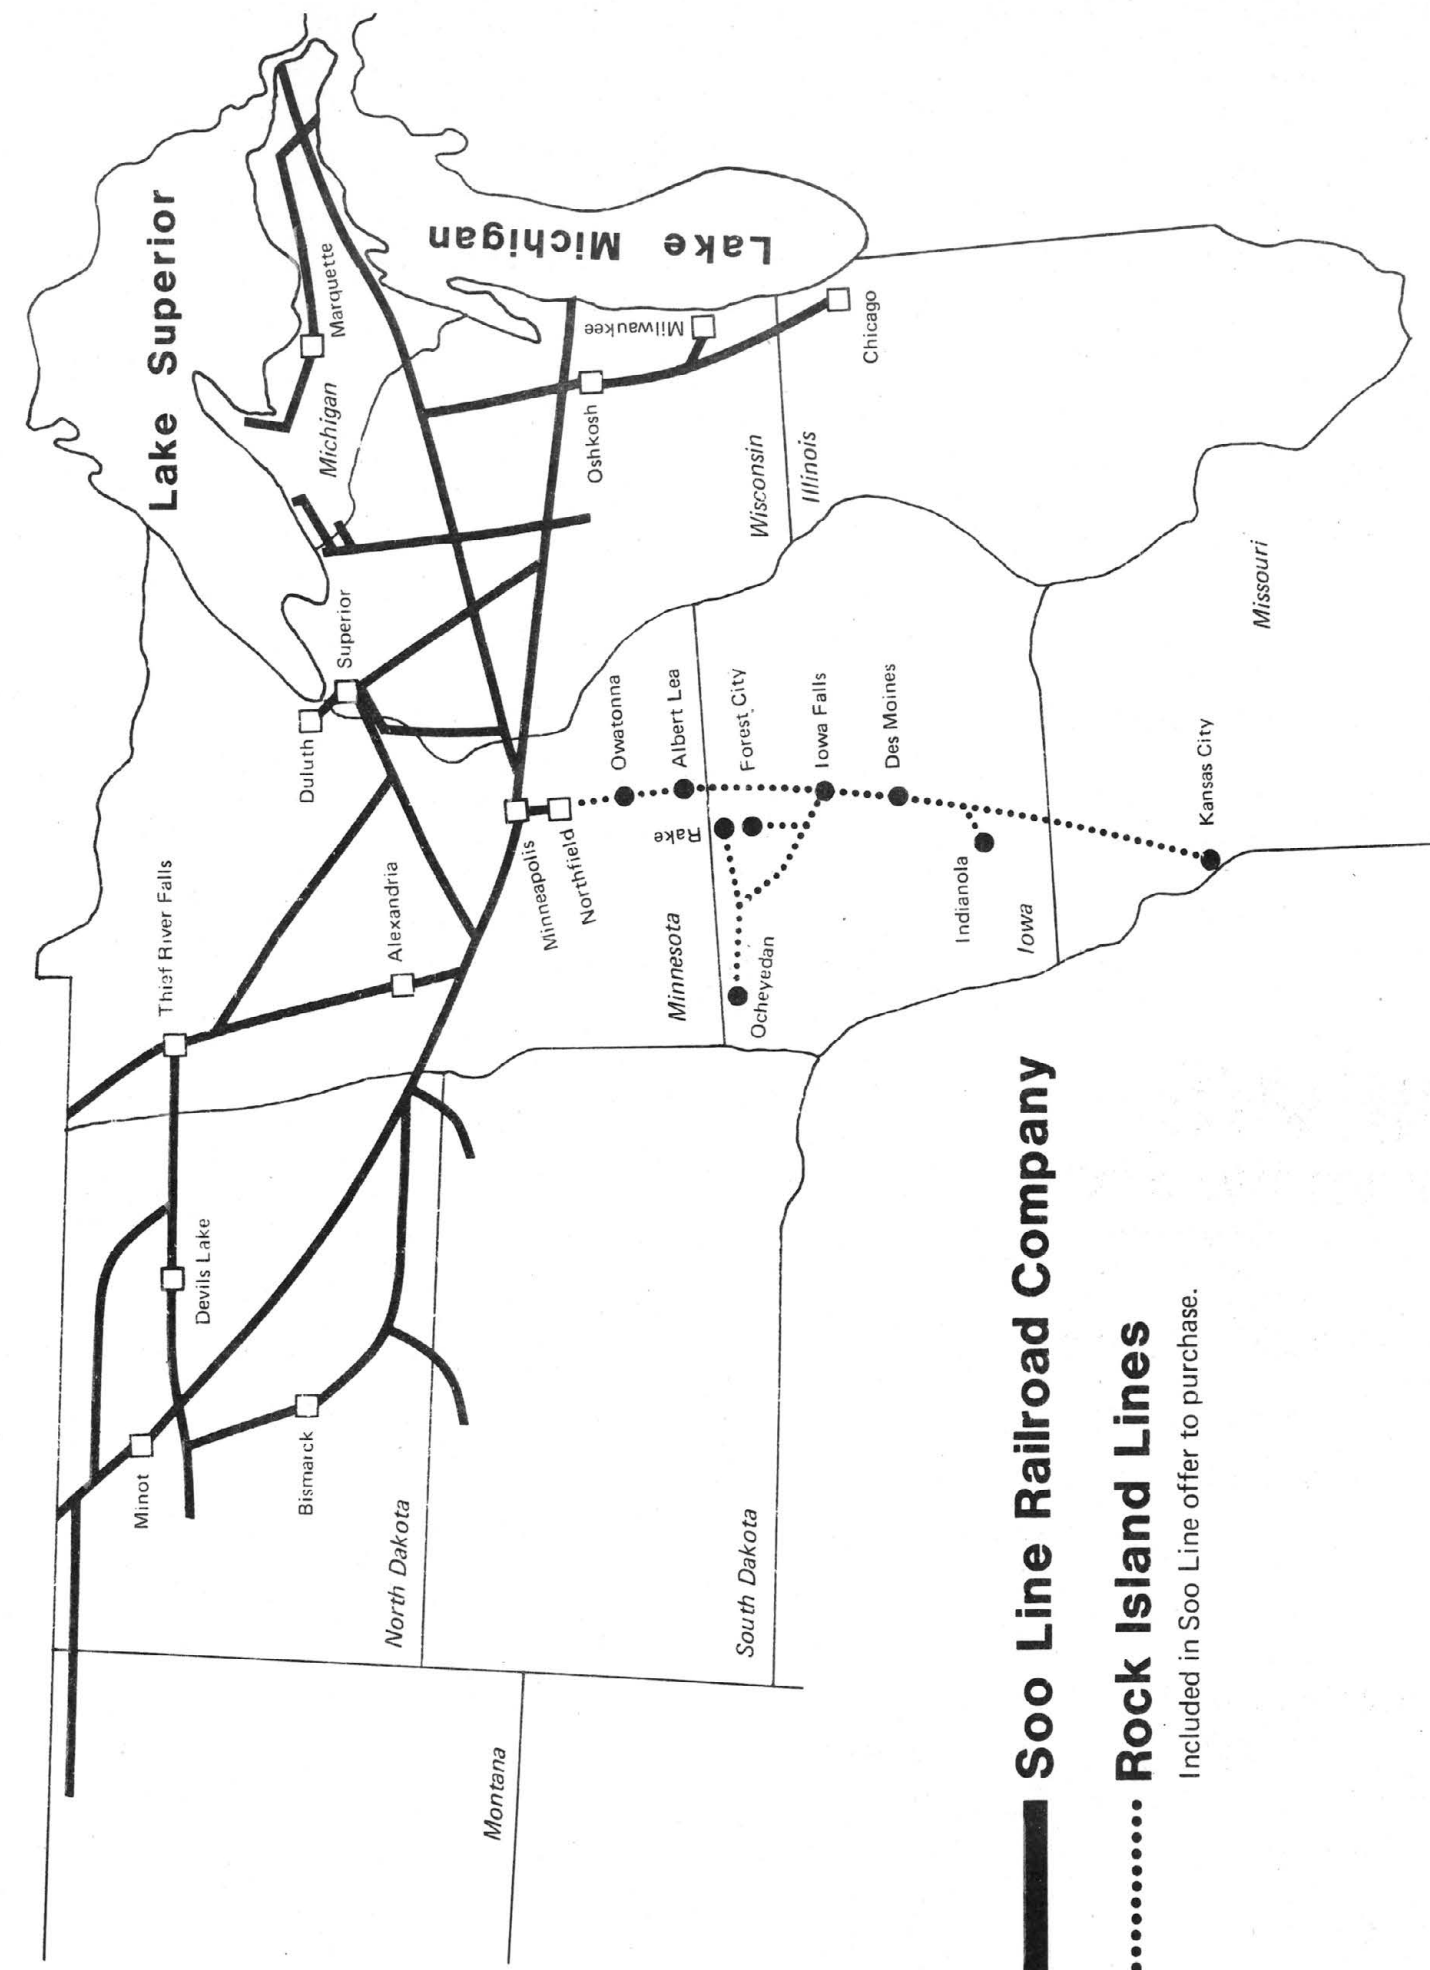 Lake Superior
Lake Michigan
Marquette
Michigan
Milwaukee
Chicago
Oshkosh
Wisconsin
Illinois
Superior
Duluth
Missouri
Owatonna
Albert Lea
Forest City
Iowa Falls
Des Moines
Kansas City
Rake
Indianola
Iowa
Minneapolis
Northfield
Minnesota
Ocheyedan
Thief River Falls
Alexandria
Devils Lake
Minot
Bismarck
North Dakota
South Dakota
Montana
Soo Line Railroad Company
Rock Island Lines
Included in Soo Line offer to purchase.